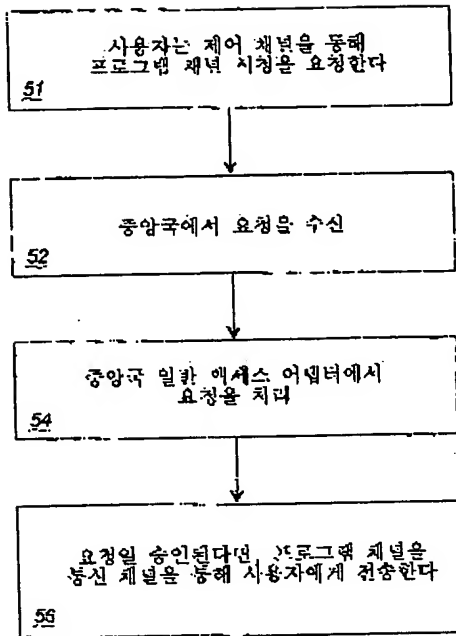 사용자는 제어 채널을 통해
프로그램 채널 시청을 요청한다
51
중앙국에서 요청을 수신
52
중앙국 일반 액세스 어댑터에서
요청을 처리
54
요청일 승인된다면, 프로그램 채널을
통신 채널을 통해 사용자에게 전송한다
56